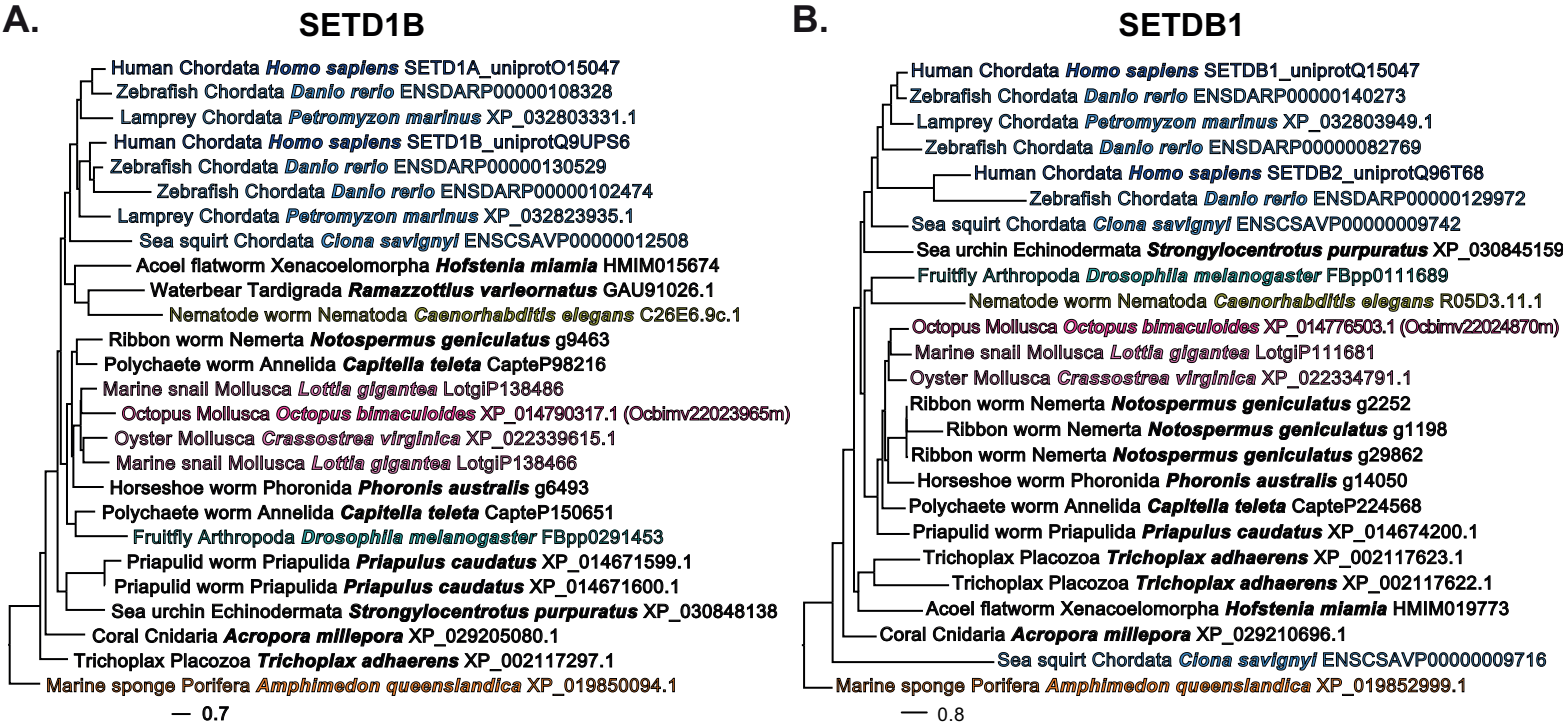 A.
SETD1B
Human Chordata Homo sapiens SETD1A_uniprotO15047
Zebrafish Chordata Danio rerio ENSDARP00000108328
Lamprey Chordata Petromyzon marinus XP_032803331.1
Human Chordata Homo sapiens SETD1B_uniprotQ9UPS6
Zebrafish Chordata Danio rerio ENSDARP00000130529
Zebrafish Chordata Danio rerio ENSDARP00000102474
Lamprey Chordata Petromyzon marinus XP_032823935.1
Sea squirt Chordata Ciona savignyi ENSCSAVP00000012508
Acoel flatworm Xenacoelomorpha Hofstenia miamia HMIM015674
Waterbear Tardigrada Ramazzottius varieornatus GAU91026.1
Nematode worm Nematoda Caenorhabditis elegans C26E6.9c.1
Ribbon worm Nemerta Notospermus geniculatus g9463
Polychaete worm Annelida Capitella teleta CapteP98216
Marine snail Mollusca Lottia gigantea LotgiP138486
Octopus Mollusca Octopus bimaculoides XP_014790317.1 (Ocbimv22023965m)
Oyster Mollusca Crassostrea virginica XP_022339615.1
Marine snail Mollusca Lottia gigantea LotgiP138466
Horseshoe worm Phoronida Phoronis australis g6493
Polychaete worm Annelida Capitella teleta CapteP150651
Fruitfly Arthropoda Drosophila melanogaster FBpp0291453
Priapulid worm Priapulida Priapulus caudatus XP_014671599.1
Priapulid worm Priapulida Priapulus caudatus XP_014671600.1
Sea urchin Echinodermata Strongylocentrotus purpuratus XP_030848138
Coral Cnidaria Acropora millepora XP_029205080.1
Trichoplax Placozoa Trichoplax adhaerens XP_002117297.1
Marine sponge Porifera Amphimedon queenslandica XP_019850094.1
0.7
B.
SETDB1
Human Chordata Homo sapiens SETDB1_uniprotQ15047
Zebrafish Chordata Danio rerio ENSDARP00000140273
Lamprey Chordata Petromyzon marinus XP_032803949.1
Zebrafish Chordata Danio rerio ENSDARP00000082769
Human Chordata Homo sapiens SETDB2_uniprotQ96T68
Zebrafish Chordata Danio rerio ENSDARP00000129972
Sea squirt Chordata Ciona savignyi ENSCSAVP00000009742
Sea urchin Echinodermata Strongylocentrotus purpuratus XP_030845159
Fruitfly Arthropoda Drosophila melanogaster FBpp0111689
Nematode worm Nematoda Caenorhabditis elegans R05D3.11.1
Octopus Mollusca Octopus bimaculoides XP_014776503.1 (Ocbimv22024870m)
Marine snail Mollusca Lottia gigantea LotgiP111681
Oyster Mollusca Crassostrea virginica XP_022334791.1
Ribbon worm Nemerta Notospermus geniculatus g2252
Ribbon worm Nemerta Notospermus geniculatus g1198
Ribbon worm Nemerta Notospermus geniculatus g29862
Horseshoe worm Phoronida Phoronis australis g14050
Polychaete worm Annelida Capitella teleta CapteP224568
Priapulid worm Priapulida Priapulus caudatus XP_014674200.1
Trichoplax Placozoa Trichoplax adhaerens XP_002117623.1
Trichoplax Placozoa Trichoplax adhaerens XP_002117622.1
Acoel flatworm Xenacoelomorpha Hofstenia miamia HMIM019773
Coral Cnidaria Acropora millepora XP_029210696.1
Sea squirt Chordata Ciona savignyi ENSCSAVP00000009716
Marine sponge Porifera Amphimedon queenslandica XP_019852999.1
0.8